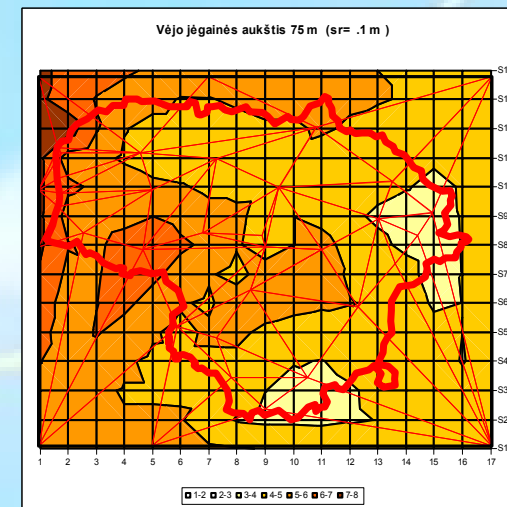 Vėjo jėgainės aukštis 75 m (sr= .1 m )
S1
S1
S1
S1
S1
S9
S8
S7
S6
S5
S4
S3
S2
S1
1 2 3 4 5 6 7 8 9 10 11 12 13 14 15 16 17
1-2 2-3 3-4 4-5 5-6 6-7 7-8